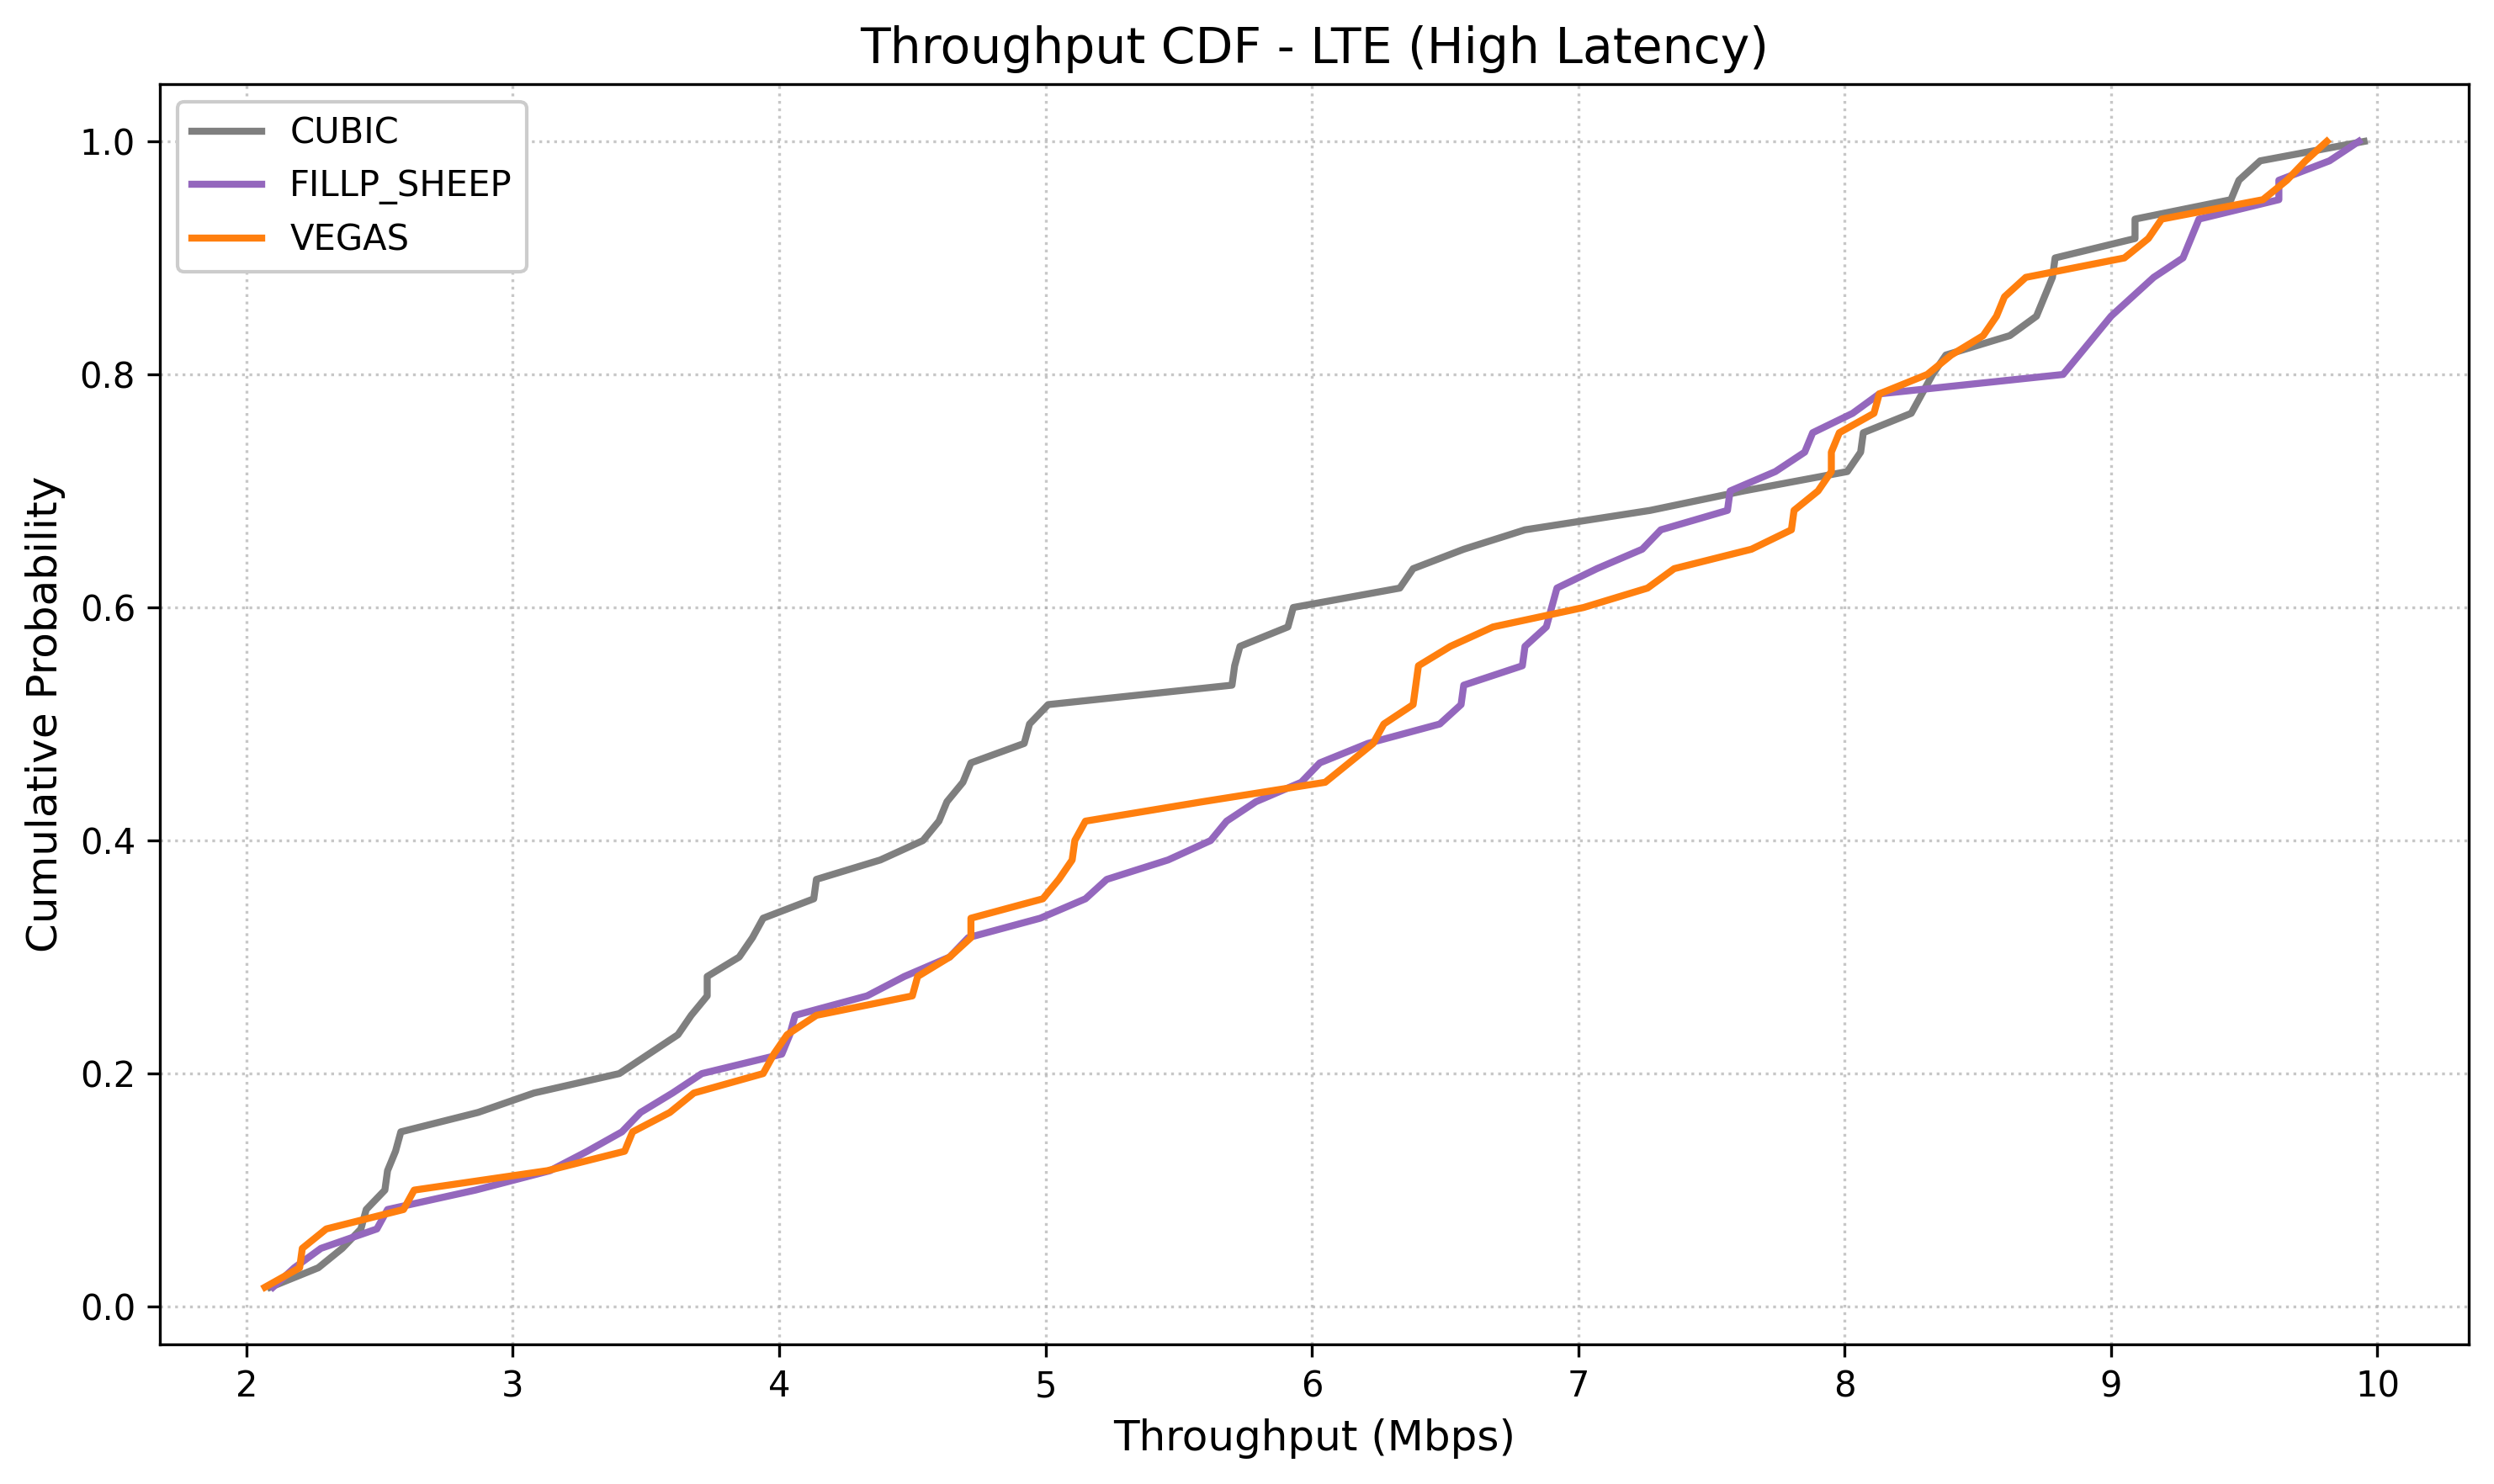 Throughput CDF - LTE (High Latency)
CUBIC
FILLP_SHEEP
VEGAS
Cumulative Probability
1.0
0.8
0.6
0.4
0.2
0.0
2 3 4 5 6 7 8 9 10
Throughput (Mbps)